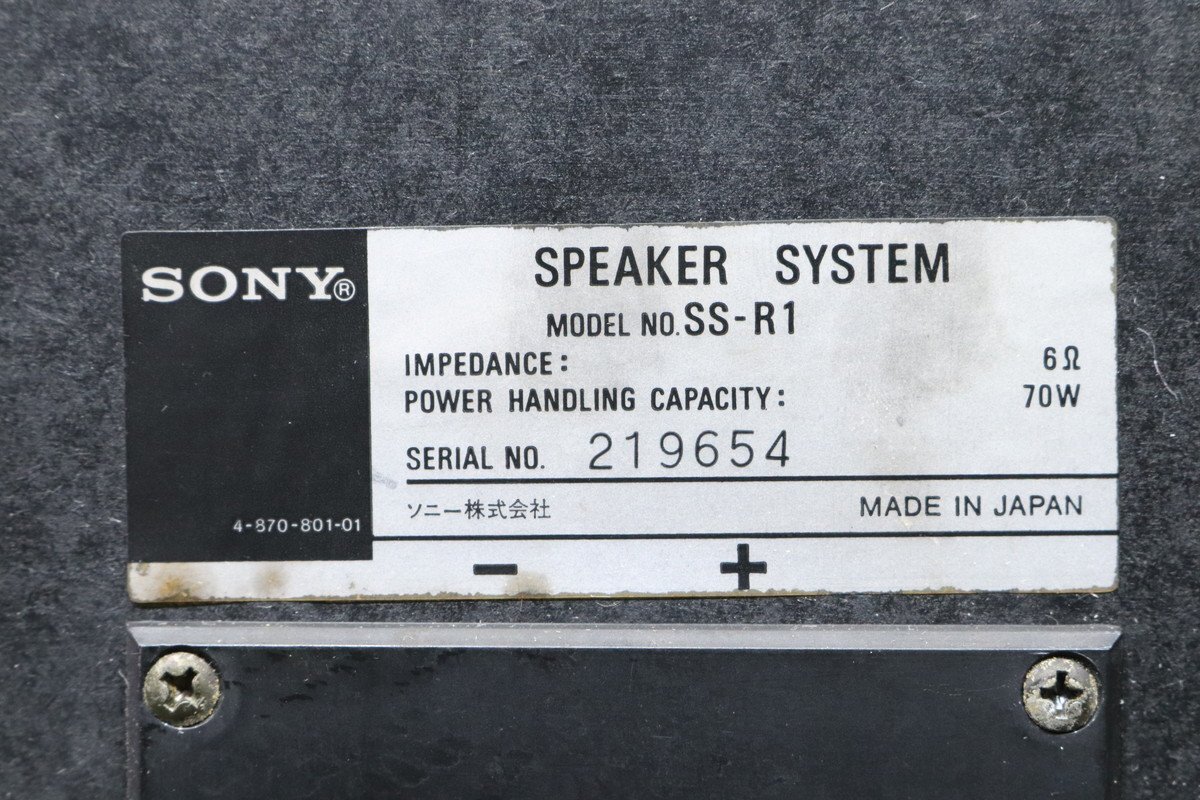 SONY®
SPEAKER SYSTEM
MODEL NO. SS-R1
IMPEDANCE: 6Ω
POWER HANDLING CAPACITY: 70W
SERIAL NO. 219654
4-870-801-01
ソニー株式会社 MADE IN JAPAN
− +